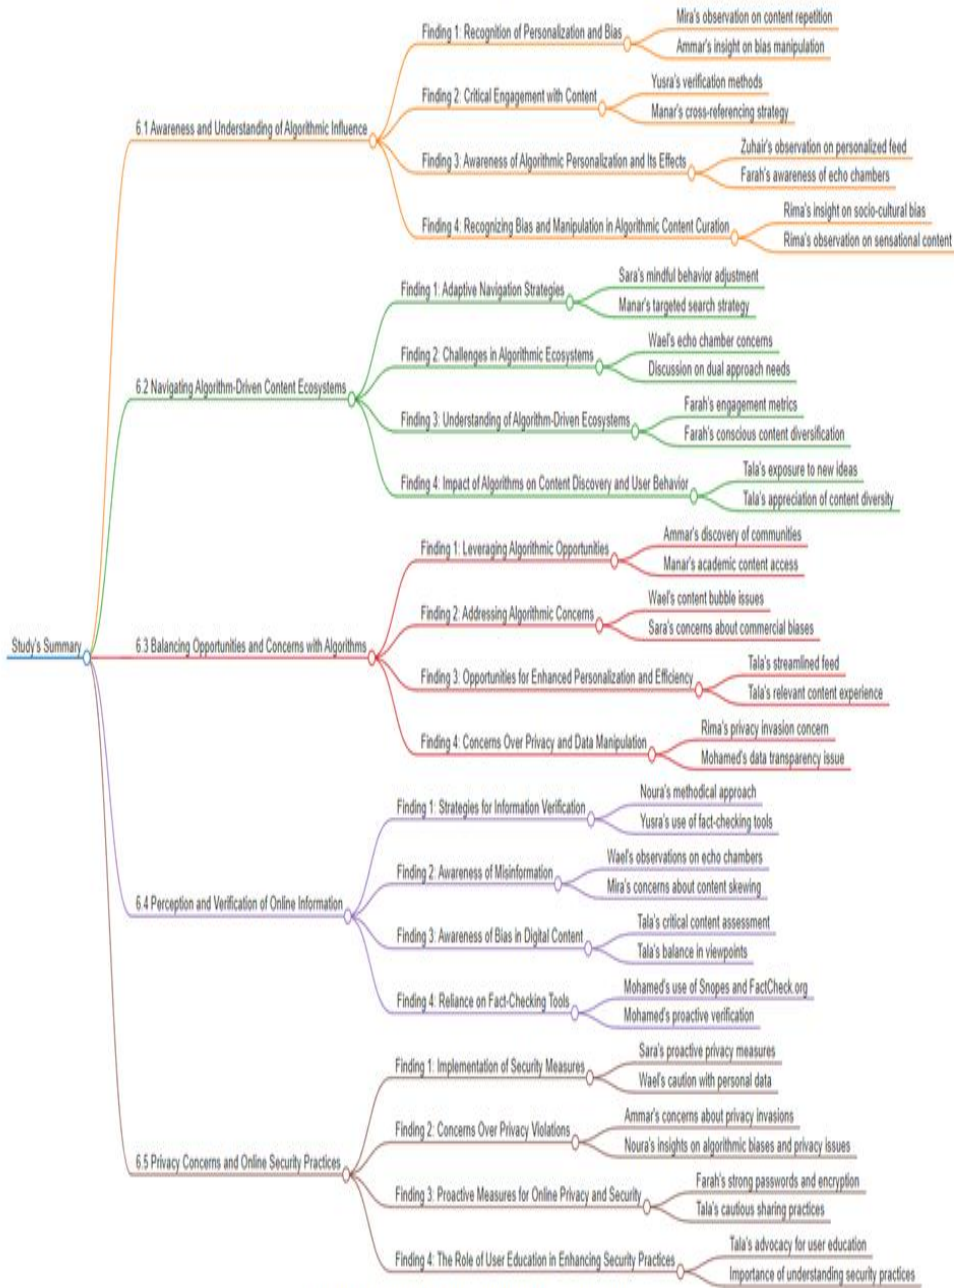 Study's Summary
6.1 Awareness and Understanding of Algorithmic Influence
Finding 1: Recognition of Personalization and Bias
Mira's observation on content repetition
Ammar's insight on bias manipulation
Finding 2: Critical Engagement with Content
Yusra's verification methods
Manar's cross-referencing strategy
Finding 3: Awareness of Algorithmic Personalization and Its Effects
Zuhair's observation on personalized feed
Farah's awareness of echo chambers
Finding 4: Recognizing Bias and Manipulation in Algorithmic Content Curation
Rima's insight on socio-cultural bias
Rima's observation on sensational content
6.2 Navigating Algorithm-Driven Content Ecosystems
Finding 1: Adaptive Navigation Strategies
Sara's mindful behavior adjustment
Manar's targeted search strategy
Finding 2: Challenges in Algorithmic Ecosystems
Wael's echo chamber concerns
Discussion on dual approach needs
Finding 3: Understanding of Algorithm-Driven Ecosystems
Farah's engagement metrics
Farah's conscious content diversification
Finding 4: Impact of Algorithms on Content Discovery and User Behavior
Tala's exposure to new ideas
Tala's appreciation of content diversity
6.3 Balancing Opportunities and Concerns with Algorithms
Finding 1: Leveraging Algorithmic Opportunities
Ammar's discovery of communities
Manar's academic content access
Finding 2: Addressing Algorithmic Concerns
Wael's content bubble issues
Sara's concerns about commercial biases
Finding 3: Opportunities for Enhanced Personalization and Efficiency
Tala's streamlined feed
Tala's relevant content experience
Finding 4: Concerns Over Privacy and Data Manipulation
Rima's privacy invasion concern
Mohamed's data transparency issue
6.4 Perception and Verification of Online Information
Finding 1: Strategies for Information Verification
Noura's methodical approach
Yusra's use of fact-checking tools
Finding 2: Awareness of Misinformation
Wael's observations on echo chambers
Mira's concerns about content skewing
Finding 3: Awareness of Bias in Digital Content
Tala's critical content assessment
Tala's balance in viewpoints
Finding 4: Reliance on Fact-Checking Tools
Mohamed's use of Snopes and FactCheck.org
Mohamed's proactive verification
6.5 Privacy Concerns and Online Security Practices
Finding 1: Implementation of Security Measures
Sara's proactive privacy measures
Wael's caution with personal data
Finding 2: Concerns Over Privacy Violations
Ammar's concerns about privacy invasions
Noura's insights on algorithmic biases and privacy issues
Finding 3: Proactive Measures for Online Privacy and Security
Farah's strong passwords and encryption
Tala's cautious sharing practices
Finding 4: The Role of User Education in Enhancing Security Practices
Tala's advocacy for user education
Importance of understanding security practices